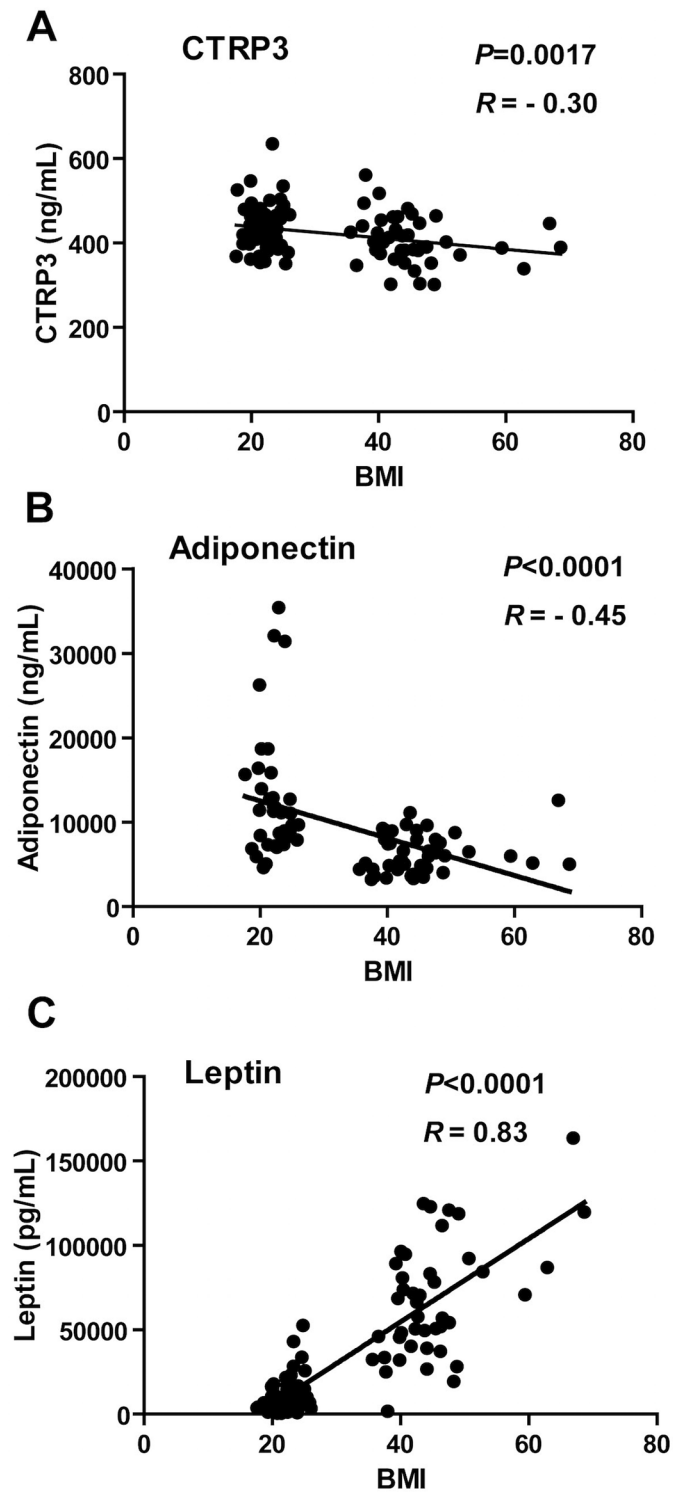 A
CTRP3
P=0.0017
R = - 0.30
CTRP3 (ng/mL)
800
600
400
200
0
0 20 40 60 80
BMI
B
Adiponectin
P<0.0001
R = - 0.45
Adiponectin (ng/mL)
40000
30000
20000
10000
0
0 20 40 60 80
BMI
C
Leptin
P<0.0001
R = 0.83
Leptin (pg/mL)
200000
150000
100000
50000
0
0 20 40 60 80
BMI